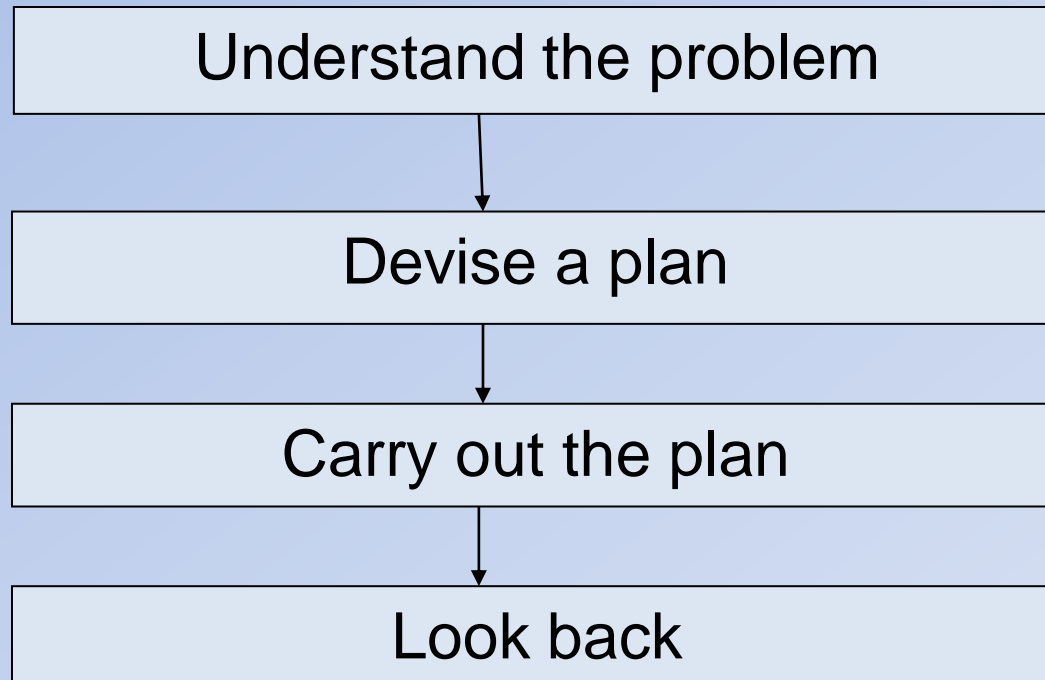 Understand the problem
Devise a plan
Carry out the plan
Look back